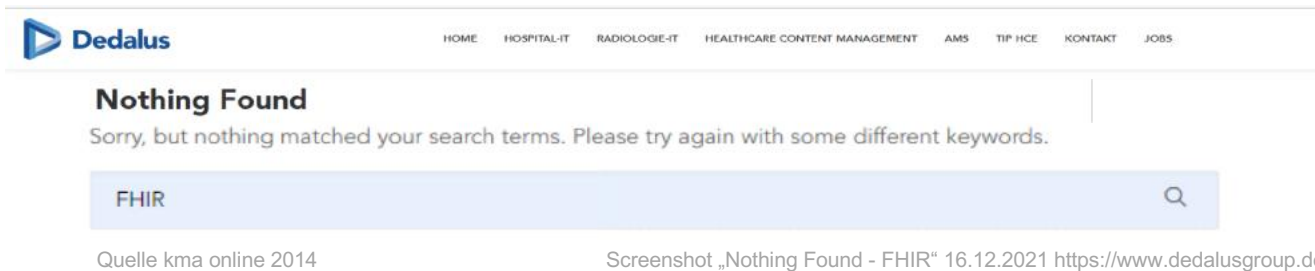 Dedalus
HOME HOSPITAL-IT RADIOLOGIE-IT HEALTHCARE CONTENT MANAGEMENT AMS TIP HCE KONTAKT JOBS
Nothing Found
Sorry, but nothing matched your search terms. Please try again with some different keywords.
FHIR
Quelle kma online 2014 Screenshot „Nothing Found - FHIR“ 16.12.2021 https://www.dedalusgroup.d